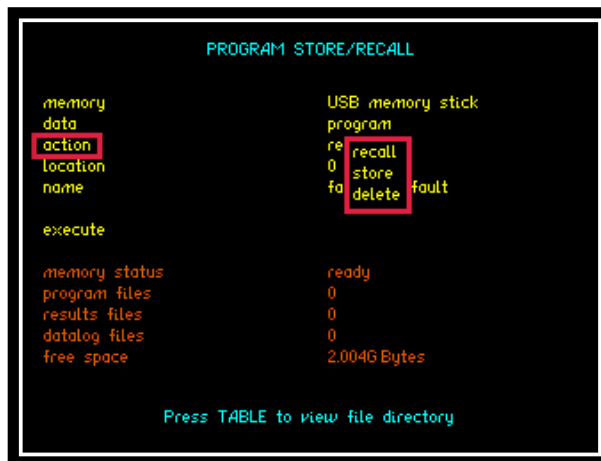 PROGRAM STORE/RECALL
memory USB memory stick
data program
action re recall
location 0 store
name fa delete fault
execute
memory status ready
program files 0
results files 0
datalog files 0
free space 2.004G Bytes
Press TABLE to view file directory